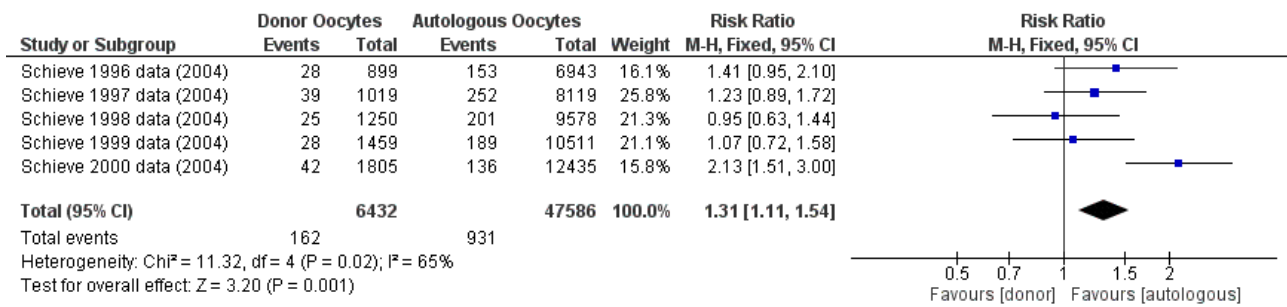 Donor Oocytes Autologous Oocytes Risk Ratio Risk Ratio
Study or Subgroup Events Total Events Total Weight M-H, Fixed, 95% CI M-H, Fixed, 95% CI
Schieve 1996 data (2004) 28 899 153 6943 16.1% 1.41 [0.95, 2.10]
Schieve 1997 data (2004) 39 1019 252 8119 25.8% 1.23 [0.89, 1.72]
Schieve 1998 data (2004) 25 1250 201 9578 21.3% 0.95 [0.63, 1.44]
Schieve 1999 data (2004) 28 1459 189 10511 21.1% 1.07 [0.72, 1.58]
Schieve 2000 data (2004) 42 1805 136 12435 15.8% 2.13 [1.51, 3.00]
Total (95% CI) 6432 47586 100.0% 1.31 [1.11, 1.54]
Total events 162 931
Heterogeneity: Chi² = 11.32, df = 4 (P = 0.02); I² = 65%
Test for overall effect: Z = 3.20 (P = 0.001)
0.5 0.7 1 1.5 2
Favours [donor] Favours [autologous]